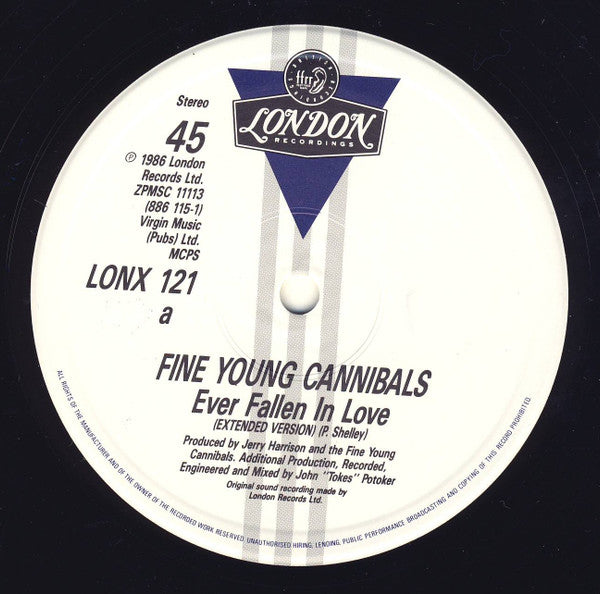 ffrr
LONDON
RECORDINGS
Stereo
45
℗ 1986 London
Records Ltd.
ZPMSC 11113
(886 115-1)
Virgin Music
(Pubs) Ltd.
MCPS
LONX 121
a
FINE YOUNG CANNIBALS
Ever Fallen In Love
(EXTENDED VERSION) (P. Shelley)
Produced by Jerry Harrison and the Fine Young
Cannibals. Additional Production, Recorded,
Engineered and Mixed by John "Tokes" Potoker
Original sound recording made by
London Records Ltd.
ALL RIGHTS OF THE MANUFACTURER AND OF THE OWNER OF THE RECORDED WORK RESERVED. UNAUTHORISED HIRING, LENDING, PUBLIC PERFORMANCE BROADCASTING AND COPYING OF THIS RECORD PROHIBITED